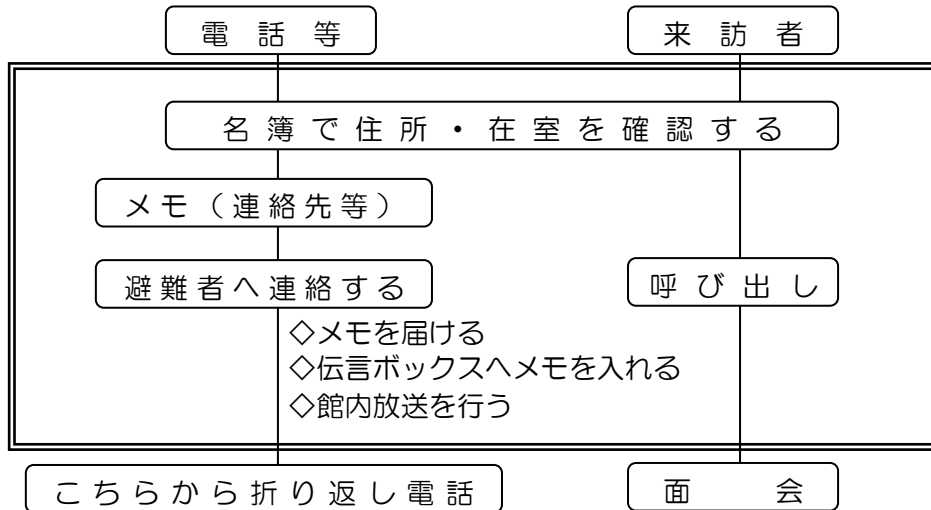 電話等
来訪者
名簿で住所・在室を確認する
メモ（連絡先等）
避難者へ連絡する
呼び出し
◇メモを届ける
◇伝言ボックスへメモを入れる
◇館内放送を行う
こちらから折り返し電話
面会